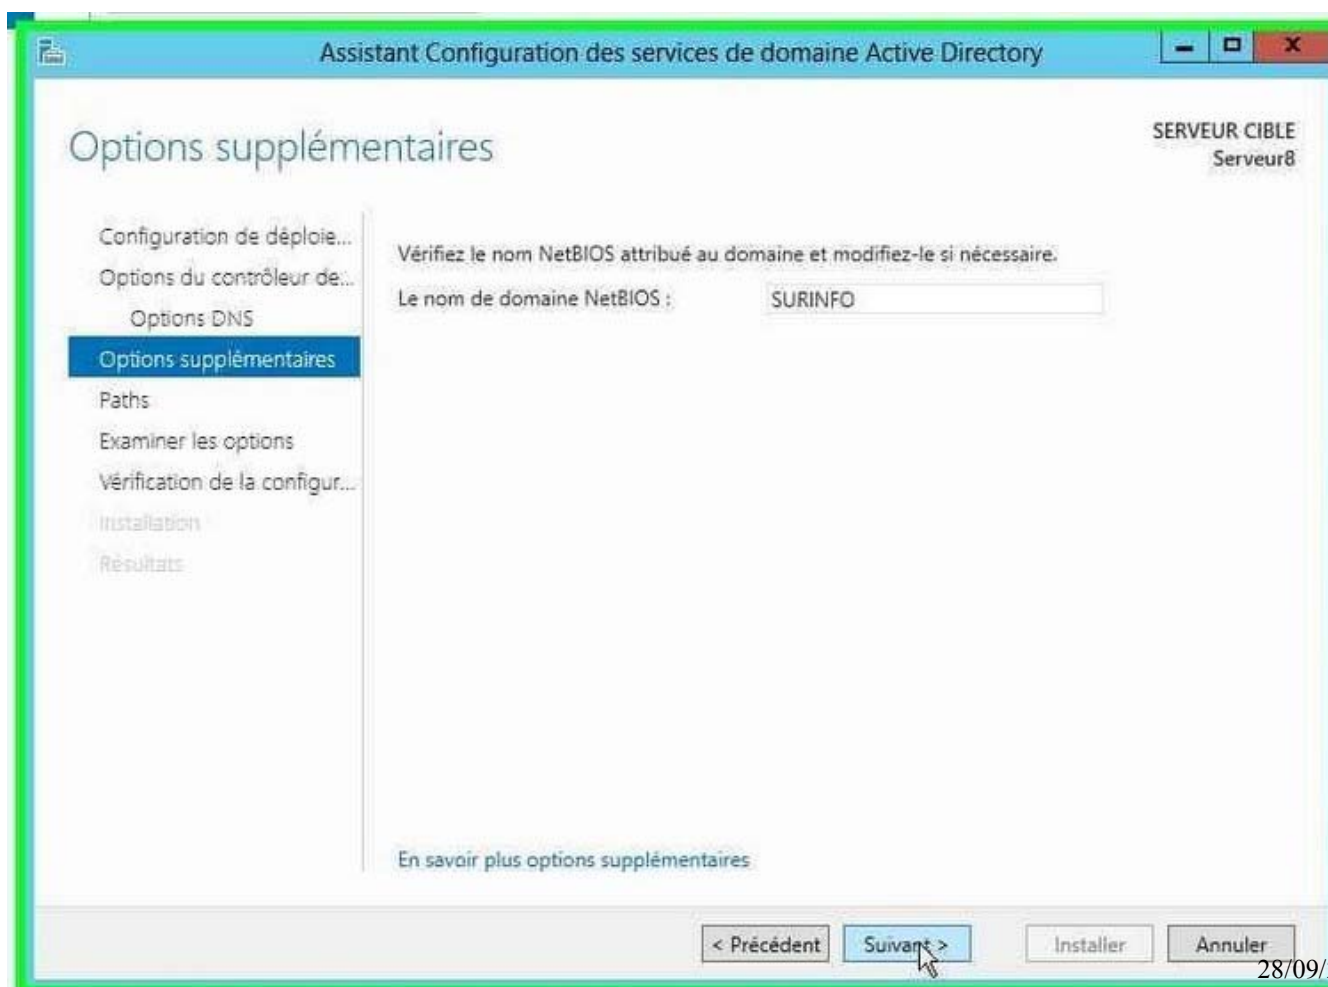 Assistant Configuration des services de domaine Active Directory
Options supplémentaires
SERVEUR CIBLE
Serveur8
Configuration de déploie...
Options du contrôleur de...
Options DNS
Options supplémentaires
Paths
Examiner les options
Vérification de la configur...
Installation
Résultats
Vérifiez le nom NetBIOS attribué au domaine et modifiez-le si nécessaire.
Le nom de domaine NetBIOS : SURINFO
En savoir plus options supplémentaires
< Précédent Suivant > Installer Annuler
28/09/